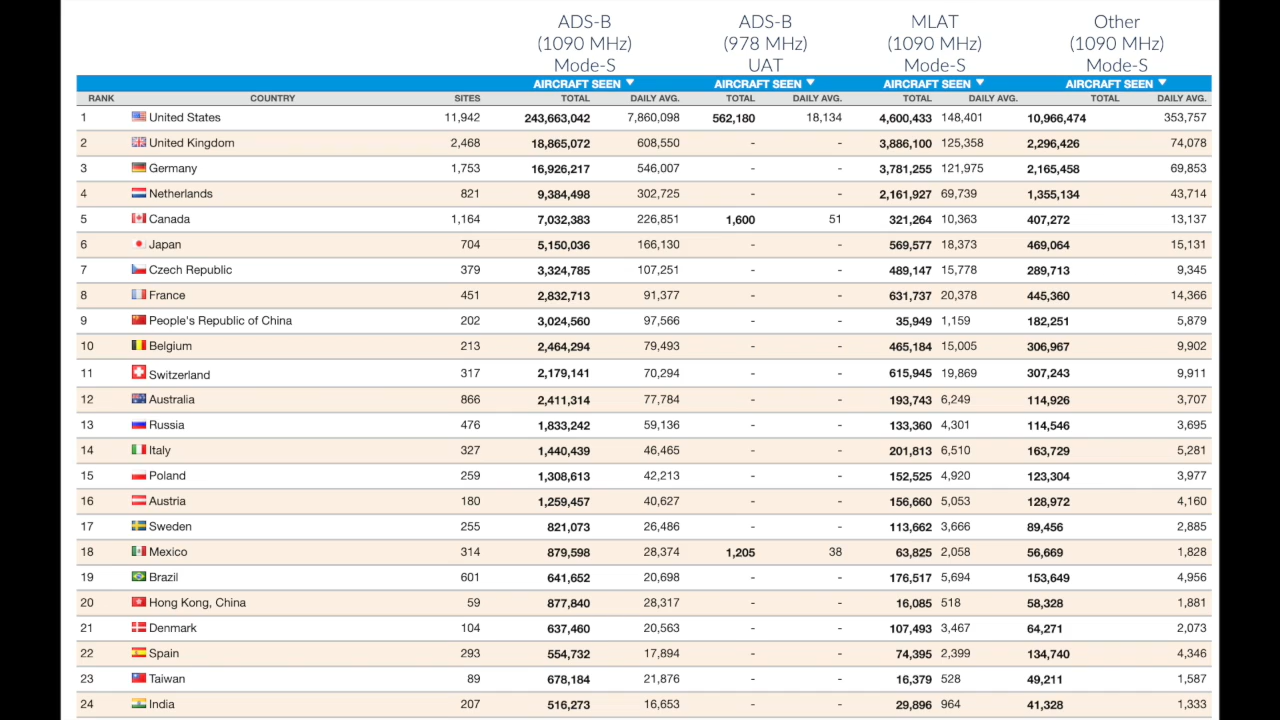 ADS-B ADS-B MLAT Other
(1090 MHz) (978 MHz) (1090 MHz) (1090 MHz)
Mode-S UAT Mode-S Mode-S
AIRCRAFT SEEN ▼ AIRCRAFT SEEN ▼ AIRCRAFT SEEN ▼ AIRCRAFT SEEN ▼
RANK COUNTRY SITES TOTAL DAILY AVG. TOTAL DAILY AVG. TOTAL DAILY AVG. TOTAL DAILY AVG.
1 United States 11,942 243,663,042 7,860,098 562,180 18,134 4,600,433 148,401 10,966,474 353,757
2 United Kingdom 2,468 18,865,072 608,550 - - 3,886,100 125,358 2,296,426 74,078
3 Germany 1,753 16,926,217 546,007 - - 3,781,255 121,975 2,165,458 69,853
4 Netherlands 821 9,384,498 302,725 - - 2,161,927 69,739 1,355,134 43,714
5 Canada 1,164 7,032,383 226,851 1,600 51 321,264 10,363 407,272 13,137
6 Japan 704 5,150,036 166,130 - - 569,577 18,373 469,064 15,131
7 Czech Republic 379 3,324,785 107,251 - - 489,147 15,778 289,713 9,345
8 France 451 2,832,713 91,377 - - 631,737 20,378 445,360 14,366
9 People's Republic of China 202 3,024,560 97,566 - - 35,949 1,159 182,251 5,879
10 Belgium 213 2,464,294 79,493 - - 465,184 15,005 306,967 9,902
11 Switzerland 317 2,179,141 70,294 - - 615,945 19,869 307,243 9,911
12 Australia 866 2,411,314 77,784 - - 193,743 6,249 114,926 3,707
13 Russia 476 1,833,242 59,136 - - 133,360 4,301 114,546 3,695
14 Italy 327 1,440,439 46,465 - - 201,813 6,510 163,729 5,281
15 Poland 259 1,308,613 42,213 - - 152,525 4,920 123,304 3,977
16 Austria 180 1,259,457 40,627 - - 156,660 5,053 128,972 4,160
17 Sweden 255 821,073 26,486 - - 113,662 3,666 89,456 2,885
18 Mexico 314 879,598 28,374 1,205 38 63,825 2,058 56,669 1,828
19 Brazil 601 641,652 20,698 - - 176,517 5,694 153,649 4,956
20 Hong Kong, China 59 877,840 28,317 - - 16,085 518 58,328 1,881
21 Denmark 104 637,460 20,563 - - 107,493 3,467 64,271 2,073
22 Spain 293 554,732 17,894 - - 74,395 2,399 134,740 4,346
23 Taiwan 89 678,184 21,876 - - 16,379 528 49,211 1,587
24 India 207 516,273 16,653 - - 29,896 964 41,328 1,333